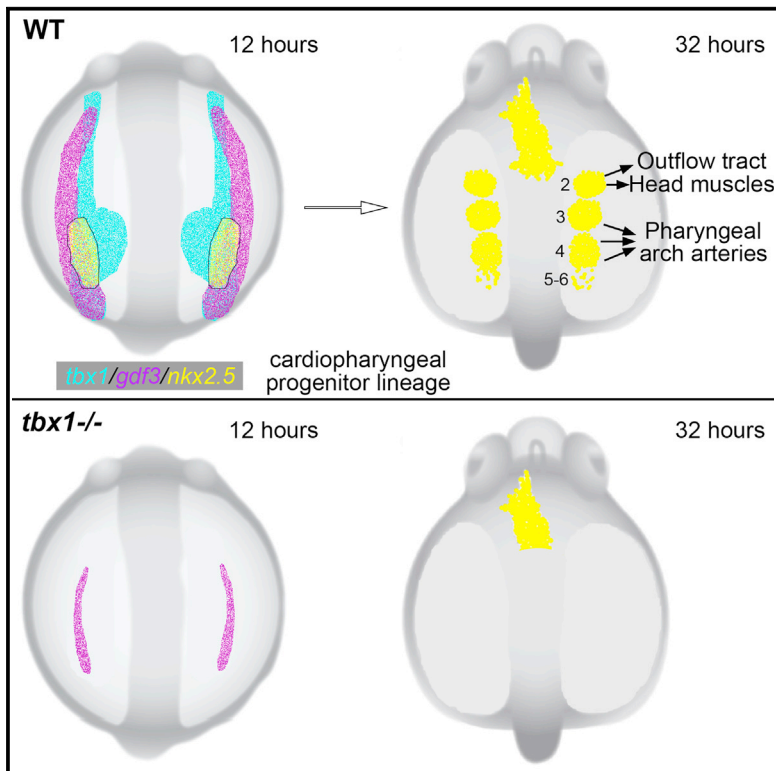 WT
12 hours
32 hours
2
Outflow tract
Head muscles
3
Pharyngeal
4
arch arteries
5-6
tbx1/gdf3/nkx2.5
cardiopharyngeal
progenitor lineage
tbx1-/-
12 hours
32 hours